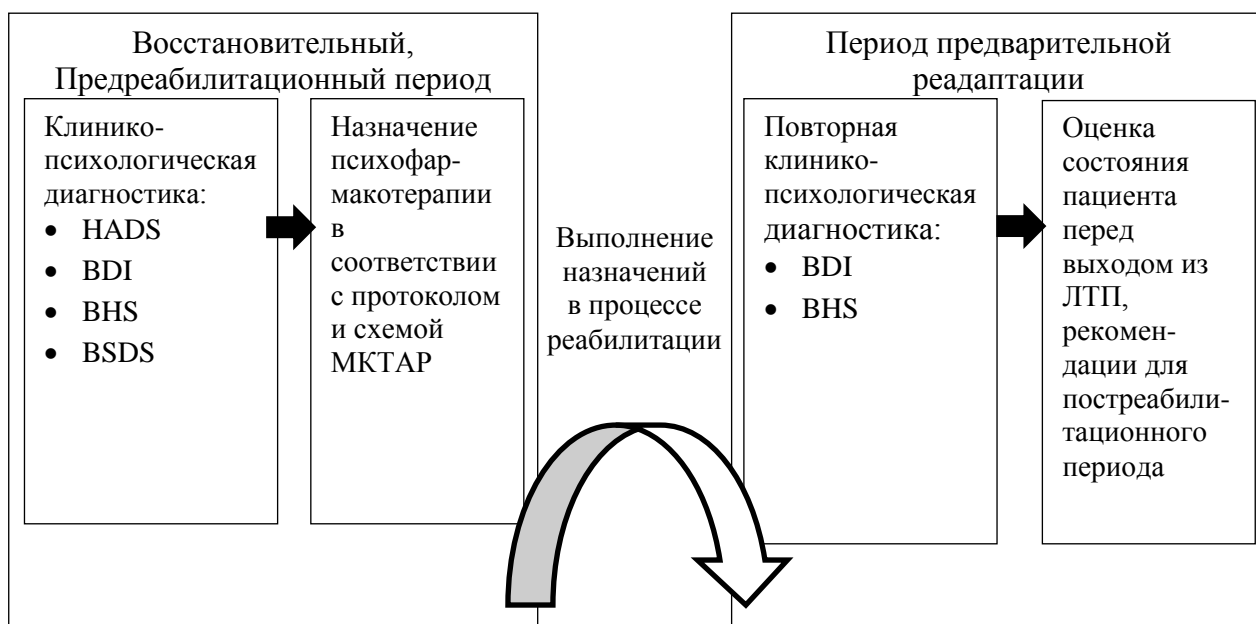 Восстановительный,
Предреабилитационный период
Клинико-
психологическая
диагностика:
• HADS
• BDI
• BHS
• BSDS
Назначение
психофар-
макотерапии
в
соответствии
с протоколом
и схемой
МКТАР
Выполнение
назначений
в процессе
реабилитации
Период предварительной
реадаптации
Повторная
клинико-
психологическая
диагностика:
• BDI
• BHS
Оценка
состояния
пациента
перед
выходом из
ЛТП,
рекомен-
дации для
постреабили-
тационного
периода